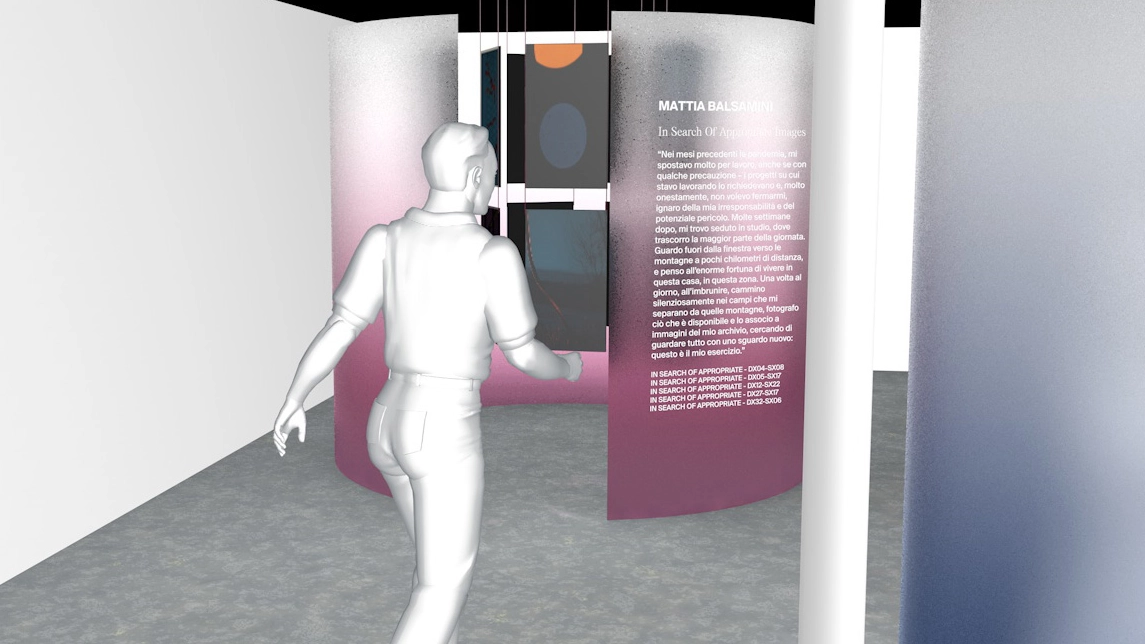 MATTIA BALSAMINI
In Search Of Appropriate Images
"Nei mesi precedenti la pandemia, mi
spostavo molto per lavoro, anche se con
qualche precauzione – i progetti su cui
stavo lavorando lo richiedevano e, molto
onestamente, non volevo fermarmi,
ignaro della mia irresponsabilità e del
potenziale pericolo. Molte settimane
dopo, mi trovo seduto in studio, dove
trascorro la maggior parte della giornata.
Guardo fuori dalla finestra verso le
montagne a pochi chilometri di distanza,
e penso all'enorme fortuna di vivere in
questa casa, in questa zona. Una volta al
giorno, all'imbrunire, cammino
silenziosamente nei campi che mi
separano da quelle montagne, fotografo
ciò che è disponibile e lo associo a
immagini del mio archivio, cercando di
guardare tutto con uno sguardo nuovo:
questo è il mio esercizio."
IN SEARCH OF APPROPRIATE - DX04-SX08
IN SEARCH OF APPROPRIATE - DX05-SX17
IN SEARCH OF APPROPRIATE - DX12-SX22
IN SEARCH OF APPROPRIATE - DX27-SX17
IN SEARCH OF APPROPRIATE - DX32-SX06